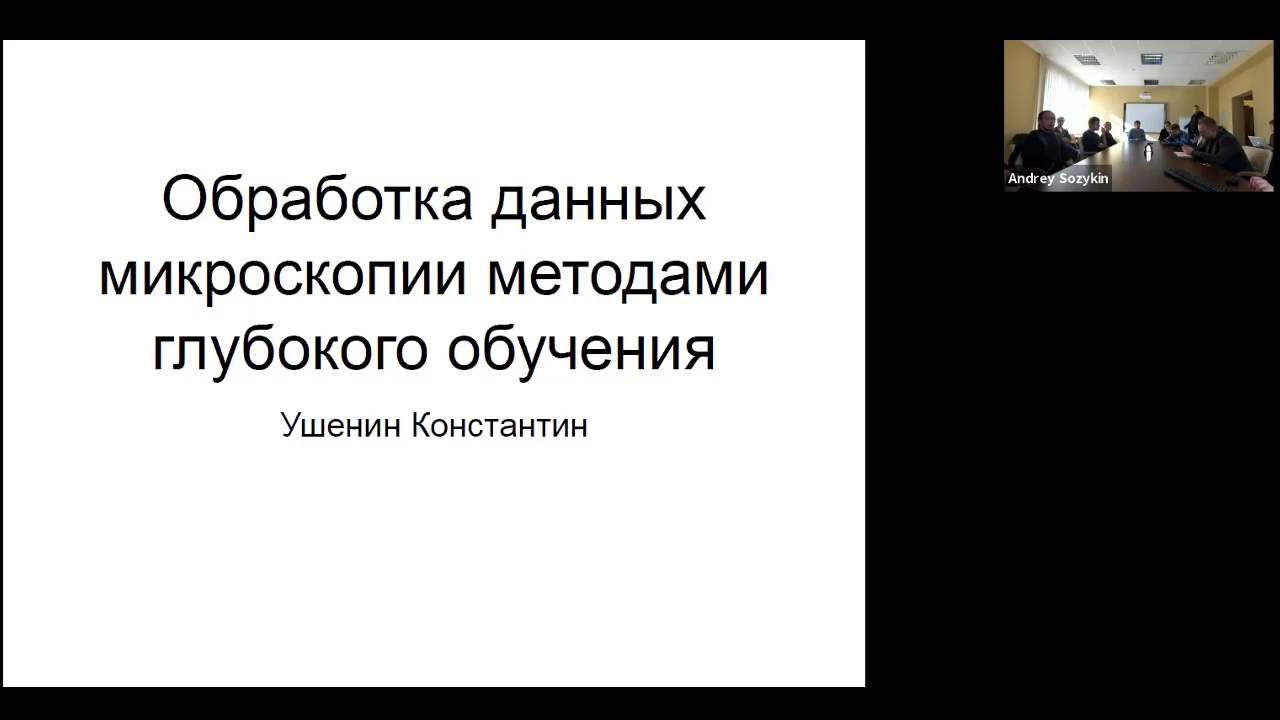 Обработка данных
микроскопии методами
глубокого обучения
Ушенин Константин
Andrey Sozykin